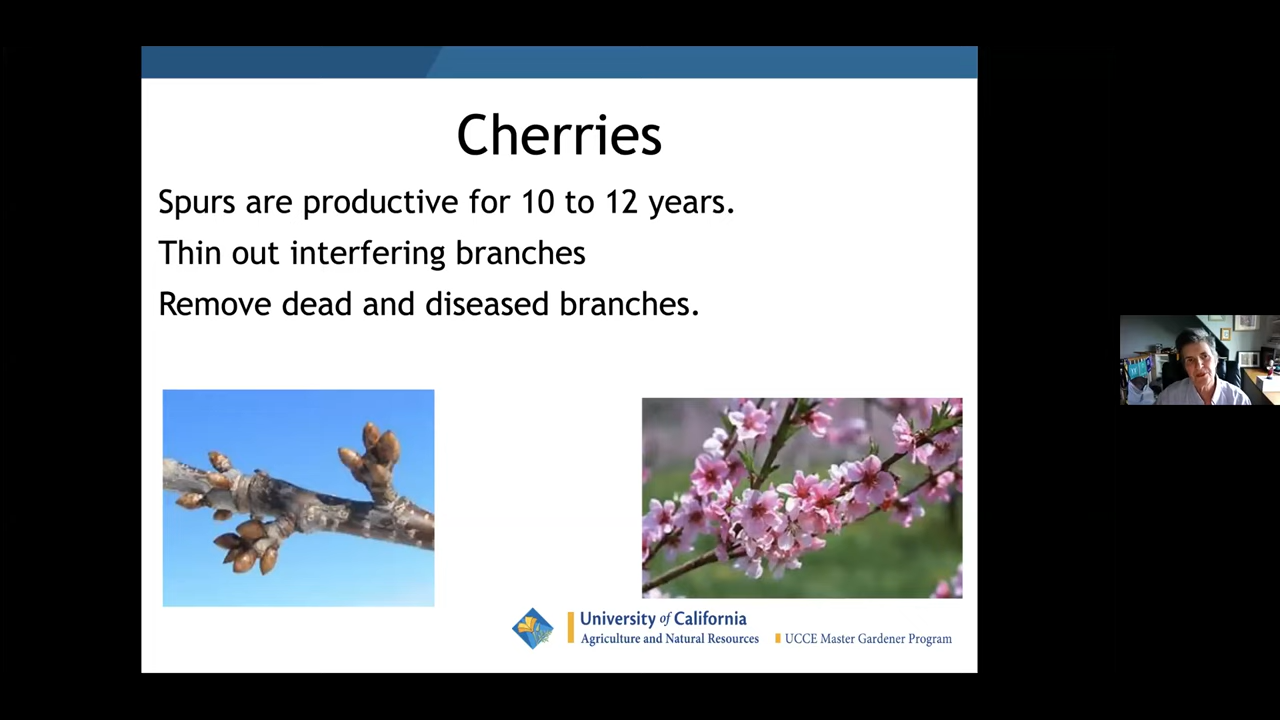 Cherries
Spurs are productive for 10 to 12 years.
Thin out interfering branches
Remove dead and diseased branches.
University of California
Agriculture and Natural Resources
UCCE Master Gardener Program